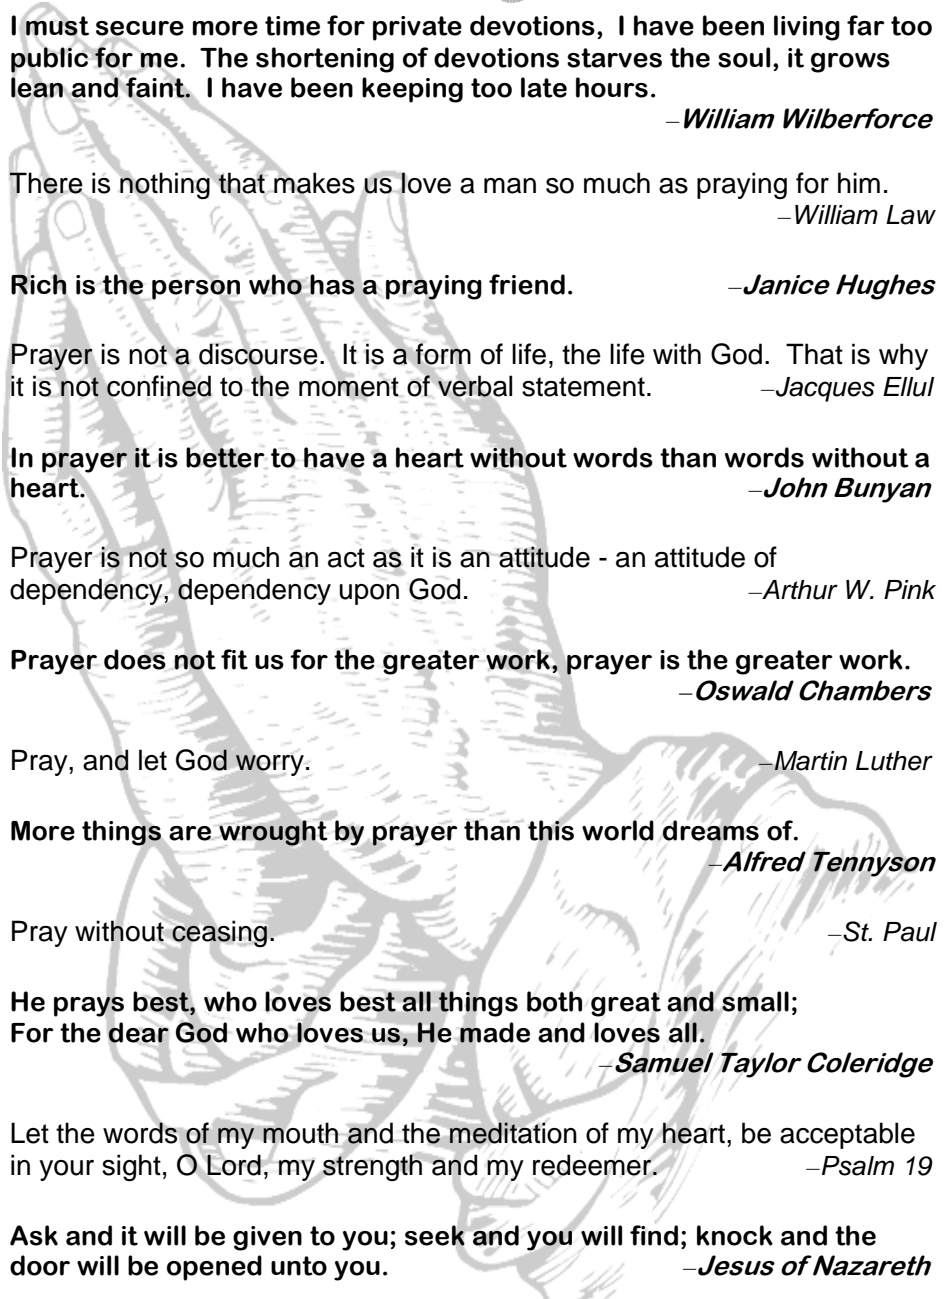 I must secure more time for private devotions,  I have been living far too
public for me.  The shortening of devotions starves the soul, it grows
lean and faint.  I have been keeping too late hours.
–William Wilberforce
There is nothing that makes us love a man so much as praying for him.
–William Law
Rich is the person who has a praying friend. –Janice Hughes
Prayer is not a discourse.  It is a form of life, the life with God.  That is why
it is not confined to the moment of verbal statement. –Jacques Ellul
In prayer it is better to have a heart without words than words without a
heart. –John Bunyan
Prayer is not so much an act as it is an attitude - an attitude of
dependency, dependency upon God. –Arthur W. Pink
Prayer does not fit us for the greater work, prayer is the greater work.
–Oswald Chambers
Pray, and let God worry. –Martin Luther
More things are wrought by prayer than this world dreams of.
–Alfred Tennyson
Pray without ceasing. –St. Paul
He prays best, who loves best all things both great and small;
For the dear God who loves us, He made and loves all.
–Samuel Taylor Coleridge
Let the words of my mouth and the meditation of my heart, be acceptable
in your sight, O Lord, my strength and my redeemer. –Psalm 19
Ask and it will be given to you; seek and you will find; knock and the
door will be opened unto you. –Jesus of Nazareth